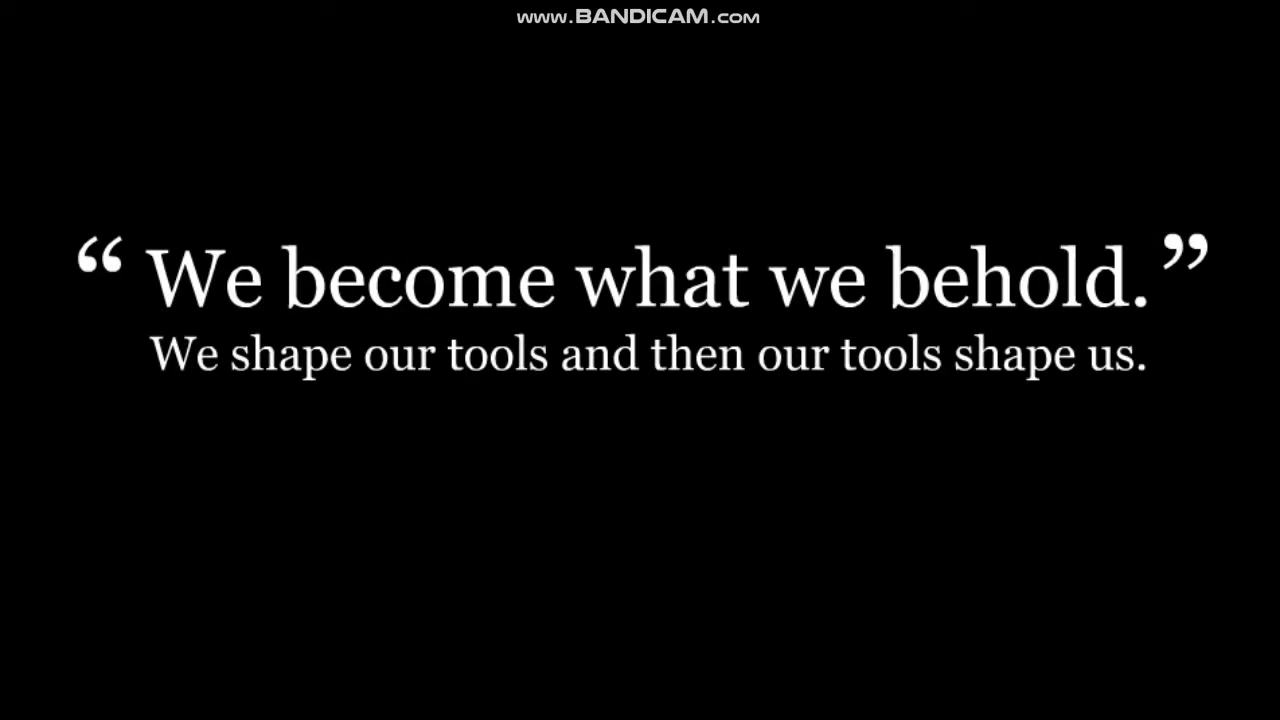 www.BANDICAM.com
“ We become what we behold. ”
We shape our tools and then our tools shape us.